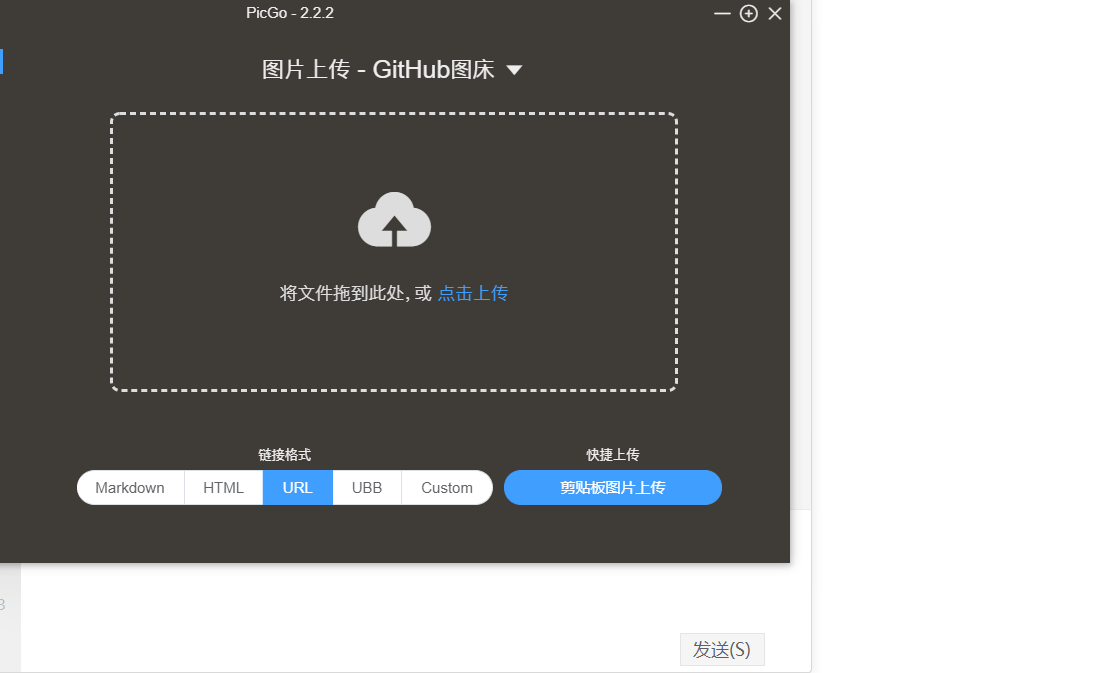 PicGo - 2.2.2
图片上传 - GitHub图床
将文件拖到此处, 或 点击上传
链接格式
快捷上传
Markdown HTML URL UBB Custom
剪贴板图片上传
发送(S)